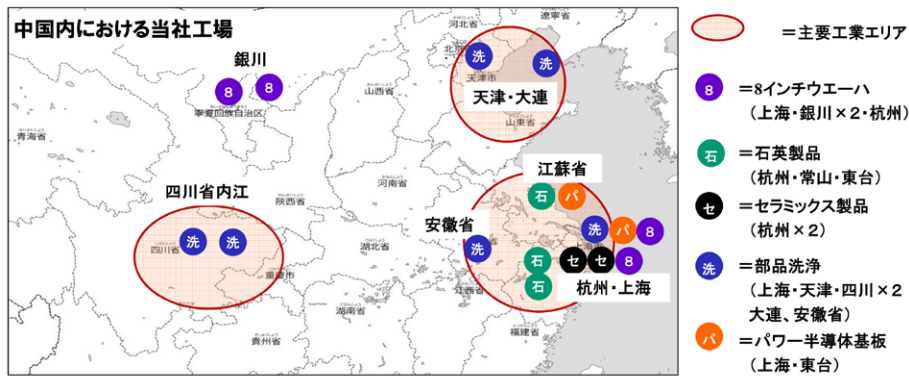 中国内における当社工場
銀川
8
8
寧夏回族自治区
青海省
山西省
河北省
遼寧省
洗
洗
天津市
天津・大連
山東省
河南省
陝西省
四川省内江
四川省
洗
洗
重慶市
湖北省
湖南省
貴州省
江西省
福建省
江蘇省
石
パ
安徽省
洗
洗
パ
8
上海市
石
セ
セ
8
石
杭州・上海
=主要工業エリア
8
=8インチウエーハ
(上海・銀川×2・杭州)
石
=石英製品
(杭州・常山・東台)
セ
=セラミックス製品
(杭州×2)
洗
=部品洗浄
(上海・天津・四川×2
大連、安徽省)
パ
=パワー半導体基板
(上海・東台)